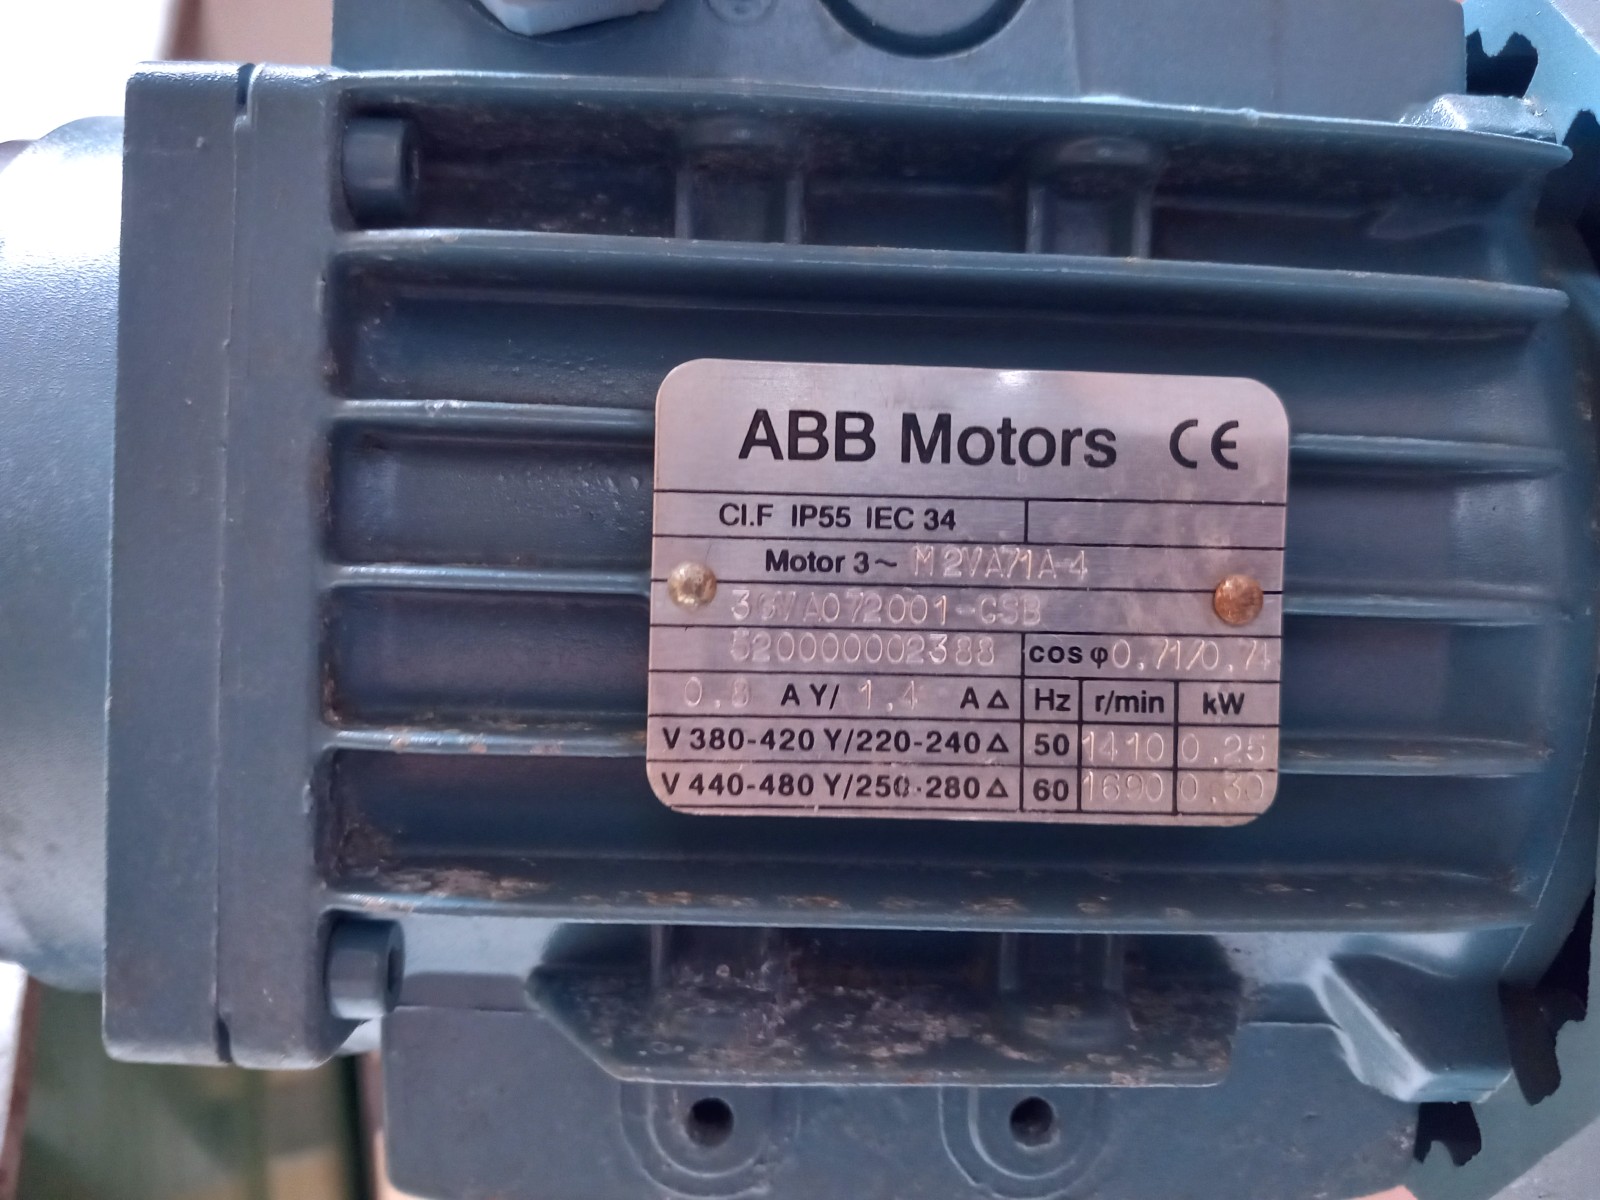 ABB Motors CE
Cl.F IP55 IEC 34
Motor 3~ M2VA71A-4
3GVA072001-CSB
520000002388 cos φ 0,71/0,71
0,8 A Y/ 1,4 A Δ Hz r/min kW
V 380-420 Y/220-240 Δ 50 1410 0,25
V 440-480 Y/250-280 Δ 60 1690 0,30